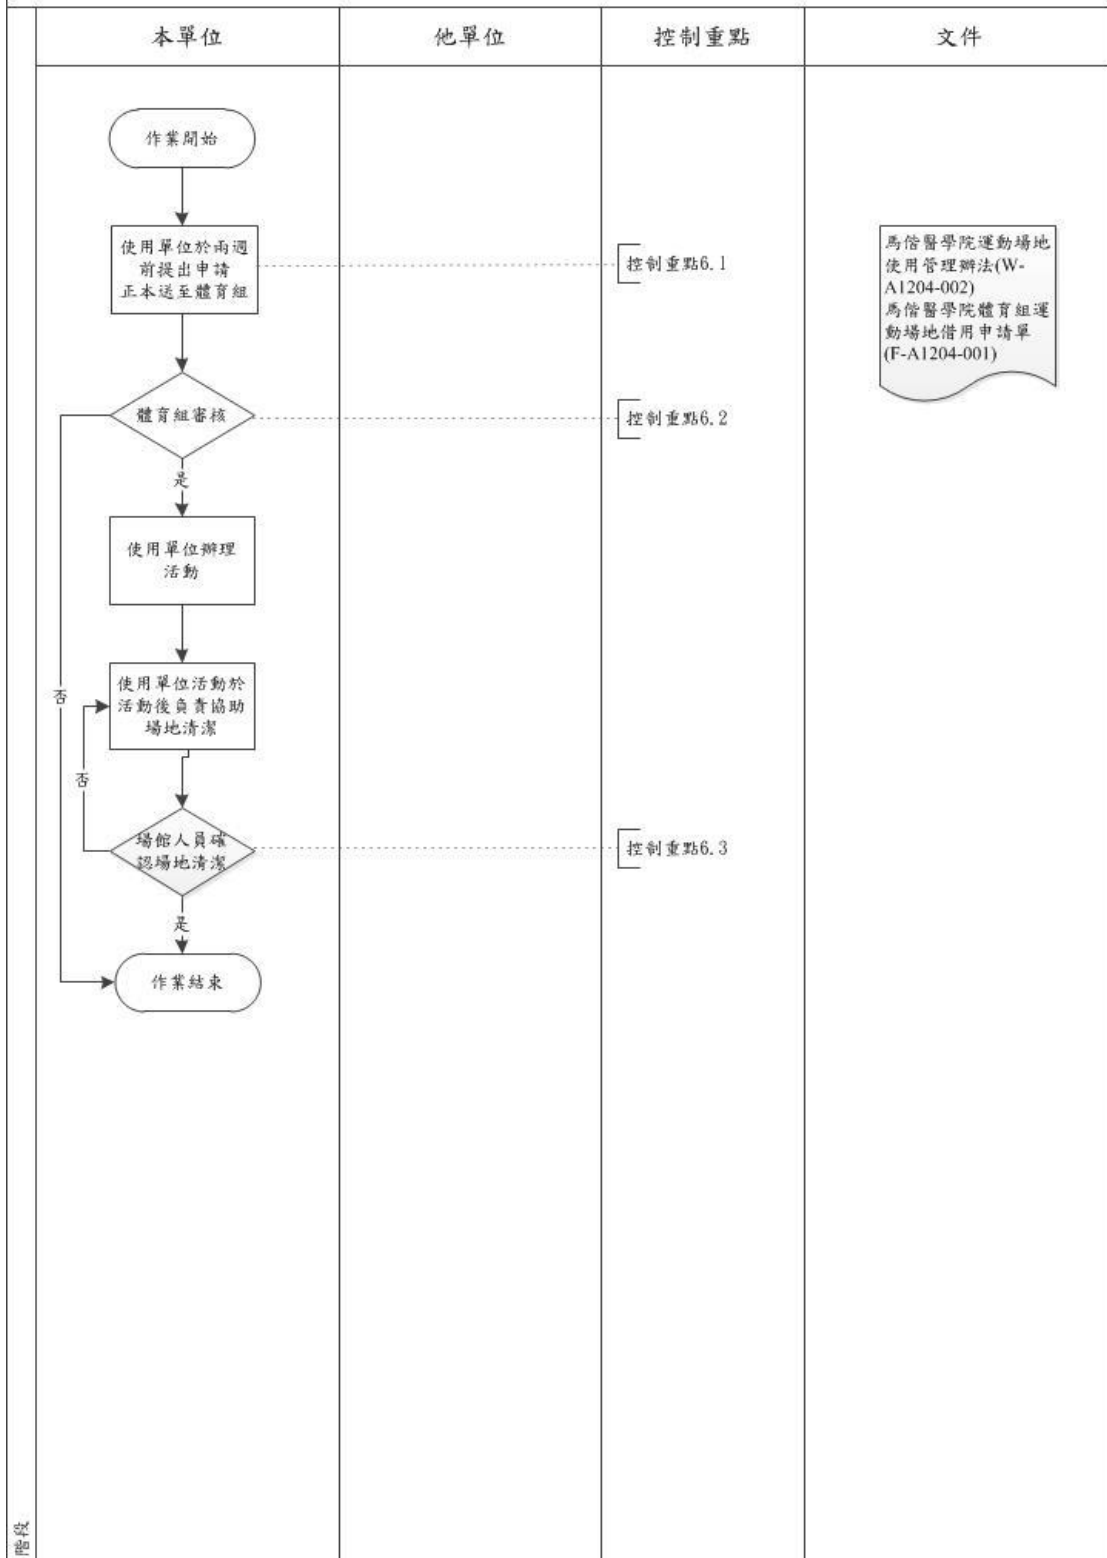 本單位
他單位
控制重點
文件
作業開始
使用單位於兩週
前提出申請
正本送至體育組
控制重點6.1
馬偕醫學院運動場地
使用管理辦法(W-
A1204-002)
馬偕醫學院體育組運
動場地借用申請單
(F-A1204-001)
體育組審核
控制重點6.2
是
使用單位辦理
活動
使用單位活動於
活動後負責協助
場地清潔
否
否
場館人員確
認場地清潔
控制重點6.3
是
作業結束
階段